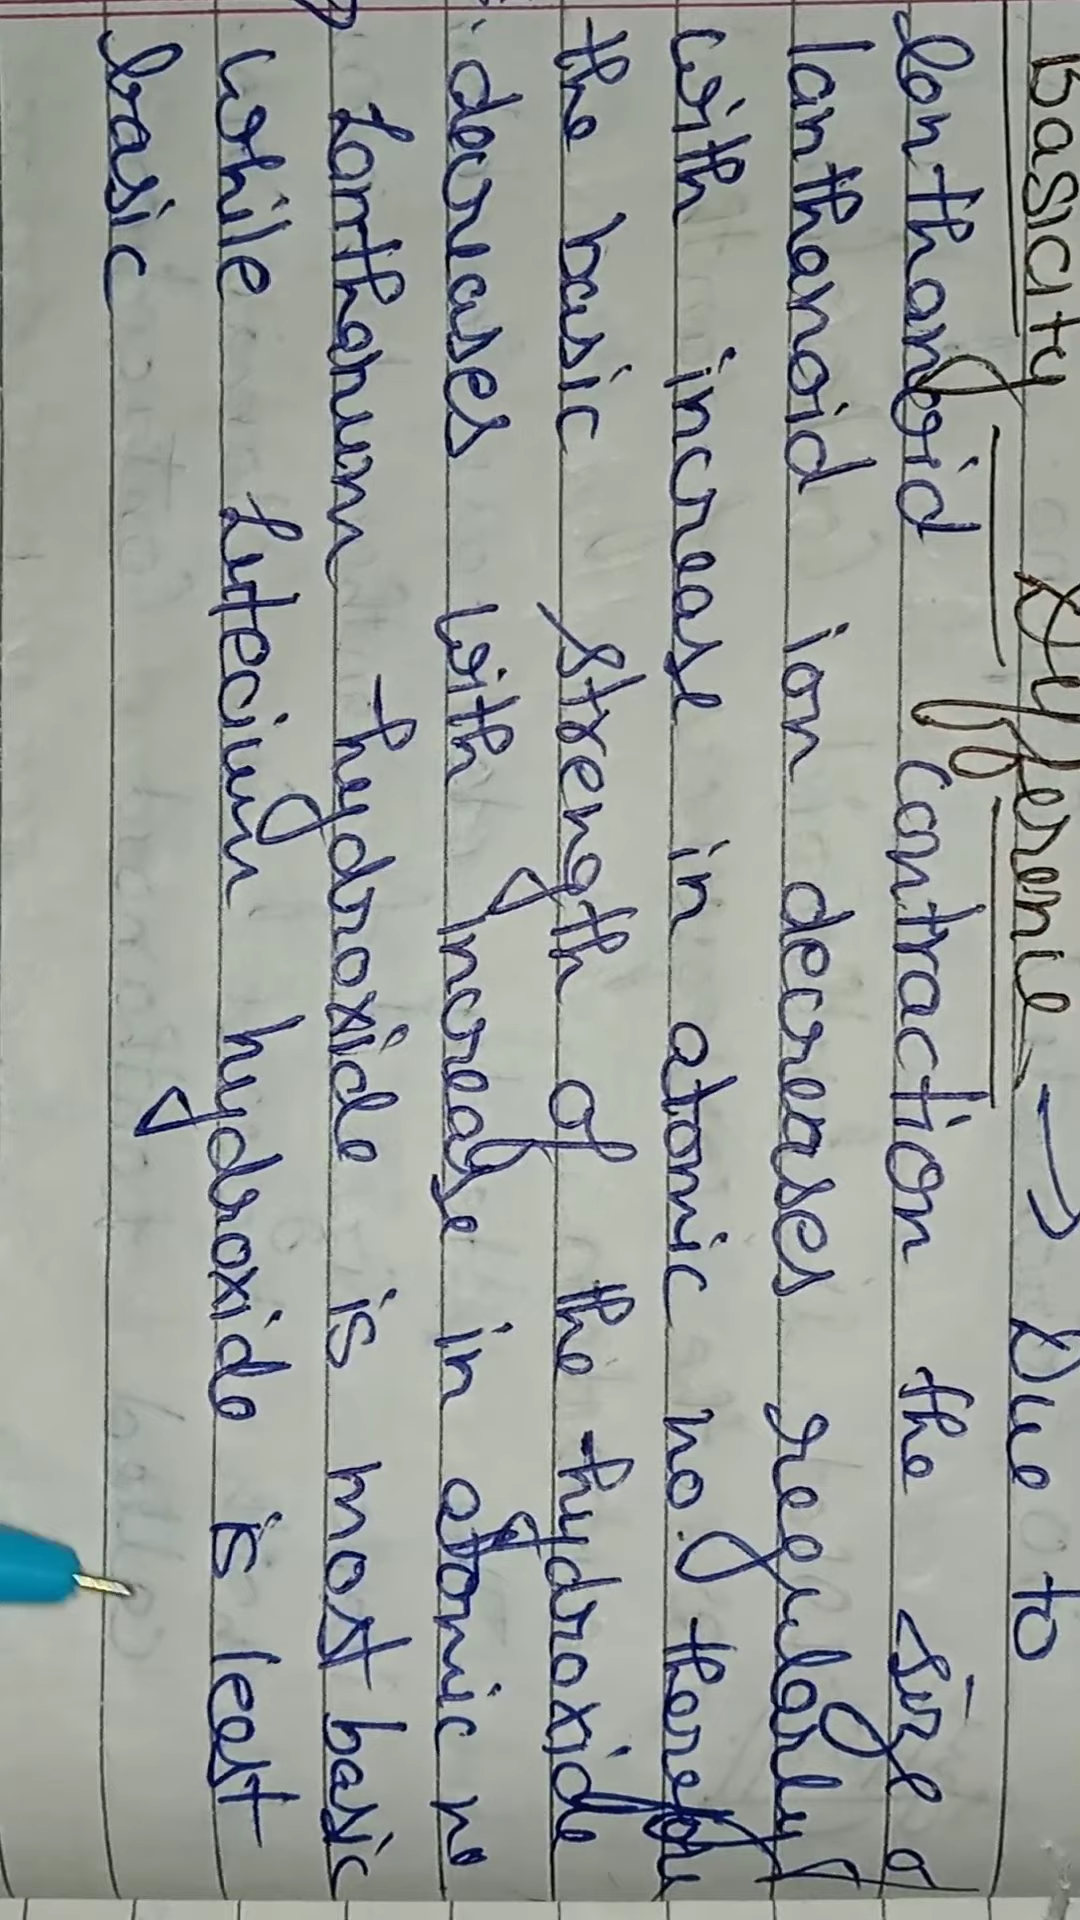 Basicity Difference → Due to
lanthanoid contraction the size of
lanthanoid ion decreases regularly
with increase in atomic no. therefore
the basic strength of the hydroxide
decreases with increase in atomic no
Lanthanum hydroxide is most basic
while Lutecium hydroxide is least
basic